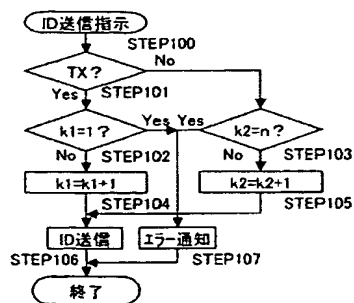 ID送信指示
STEP100
TX?
No
Yes
STEP101
k1=1?
Yes
Yes
k2=n?
No
STEP102
No
STEP103
k1=k1+1
k2=k2+1
STEP104
STEP105
ID送信
エラー通知
STEP106
STEP107
終了